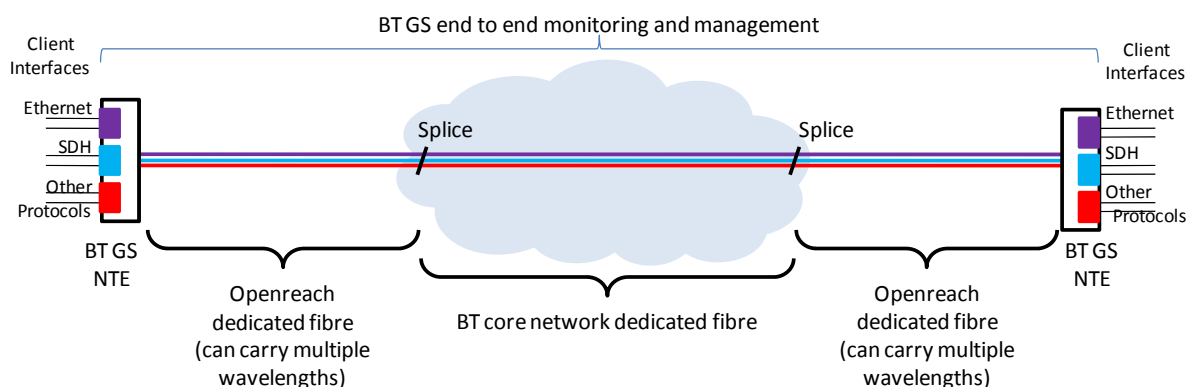 BT GS end to end monitoring and management
Client
Interfaces
Client
Interfaces
Ethernet
SDH
Other
Protocols
Splice
Splice
Ethernet
SDH
Other
Protocols
BT GS
NTE
BT GS
NTE
Openreach
dedicated fibre
(can carry multiple
wavelengths)
BT core network dedicated fibre
Openreach
dedicated fibre
(can carry multiple
wavelengths)